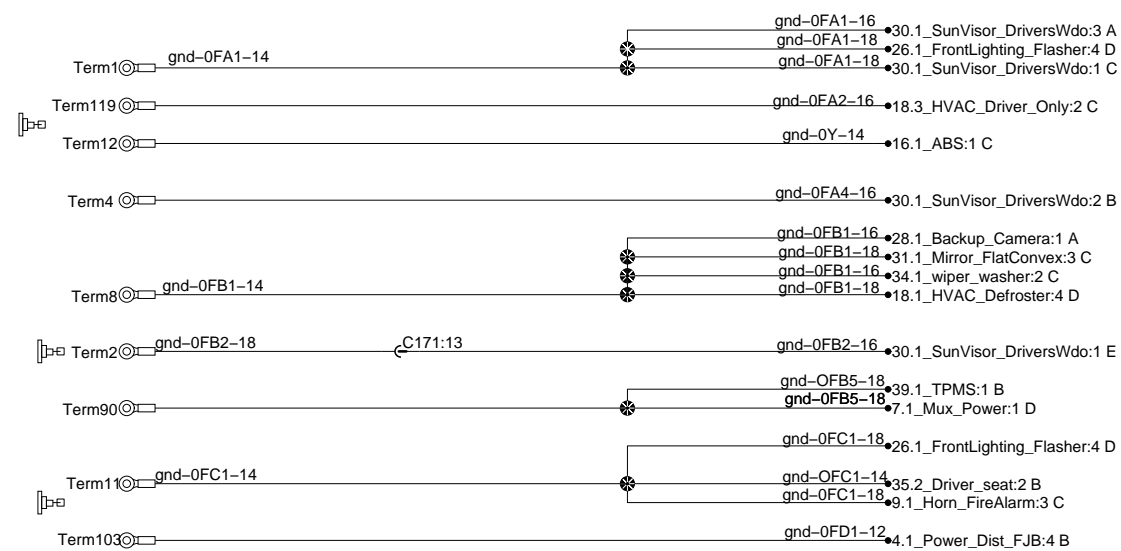 gnd-0FA1-16
30.1_SunVisor_DriversWdo:3 A
gnd-0FA1-18
26.1_FrontLighting_Flasher:4 D
Term1
gnd-0FA1-14
gnd-0FA1-18
30.1_SunVisor_DriversWdo:1 C
Term119
gnd-0FA2-16
18.3_HVAC_Driver_Only:2 C
Term12
gnd-0Y-14
16.1_ABS:1 C
Term4
gnd-0FA4-16
30.1_SunVisor_DriversWdo:2 B
gnd-0FB1-16
28.1_Backup_Camera:1 A
gnd-0FB1-18
31.1_Mirror_FlatConvex:3 C
gnd-0FB1-16
34.1_wiper_washer:2 C
Term8
gnd-0FB1-14
gnd-0FB1-18
18.1_HVAC_Defroster:4 D
Term2
gnd-0FB2-18
C171:13
gnd-0FB2-16
30.1_SunVisor_DriversWdo:1 E
gnd-OFB5-18
39.1_TPMS:1 B
Term90
gnd-0FB5-18
7.1_Mux_Power:1 D
gnd-0FC1-18
26.1_FrontLighting_Flasher:4 D
Term11
gnd-0FC1-14
gnd-OFC1-14
35.2_Driver_seat:2 B
gnd-0FC1-18
9.1_Horn_FireAlarm:3 C
Term103
gnd-0FD1-12
4.1_Power_Dist_FJB:4 B